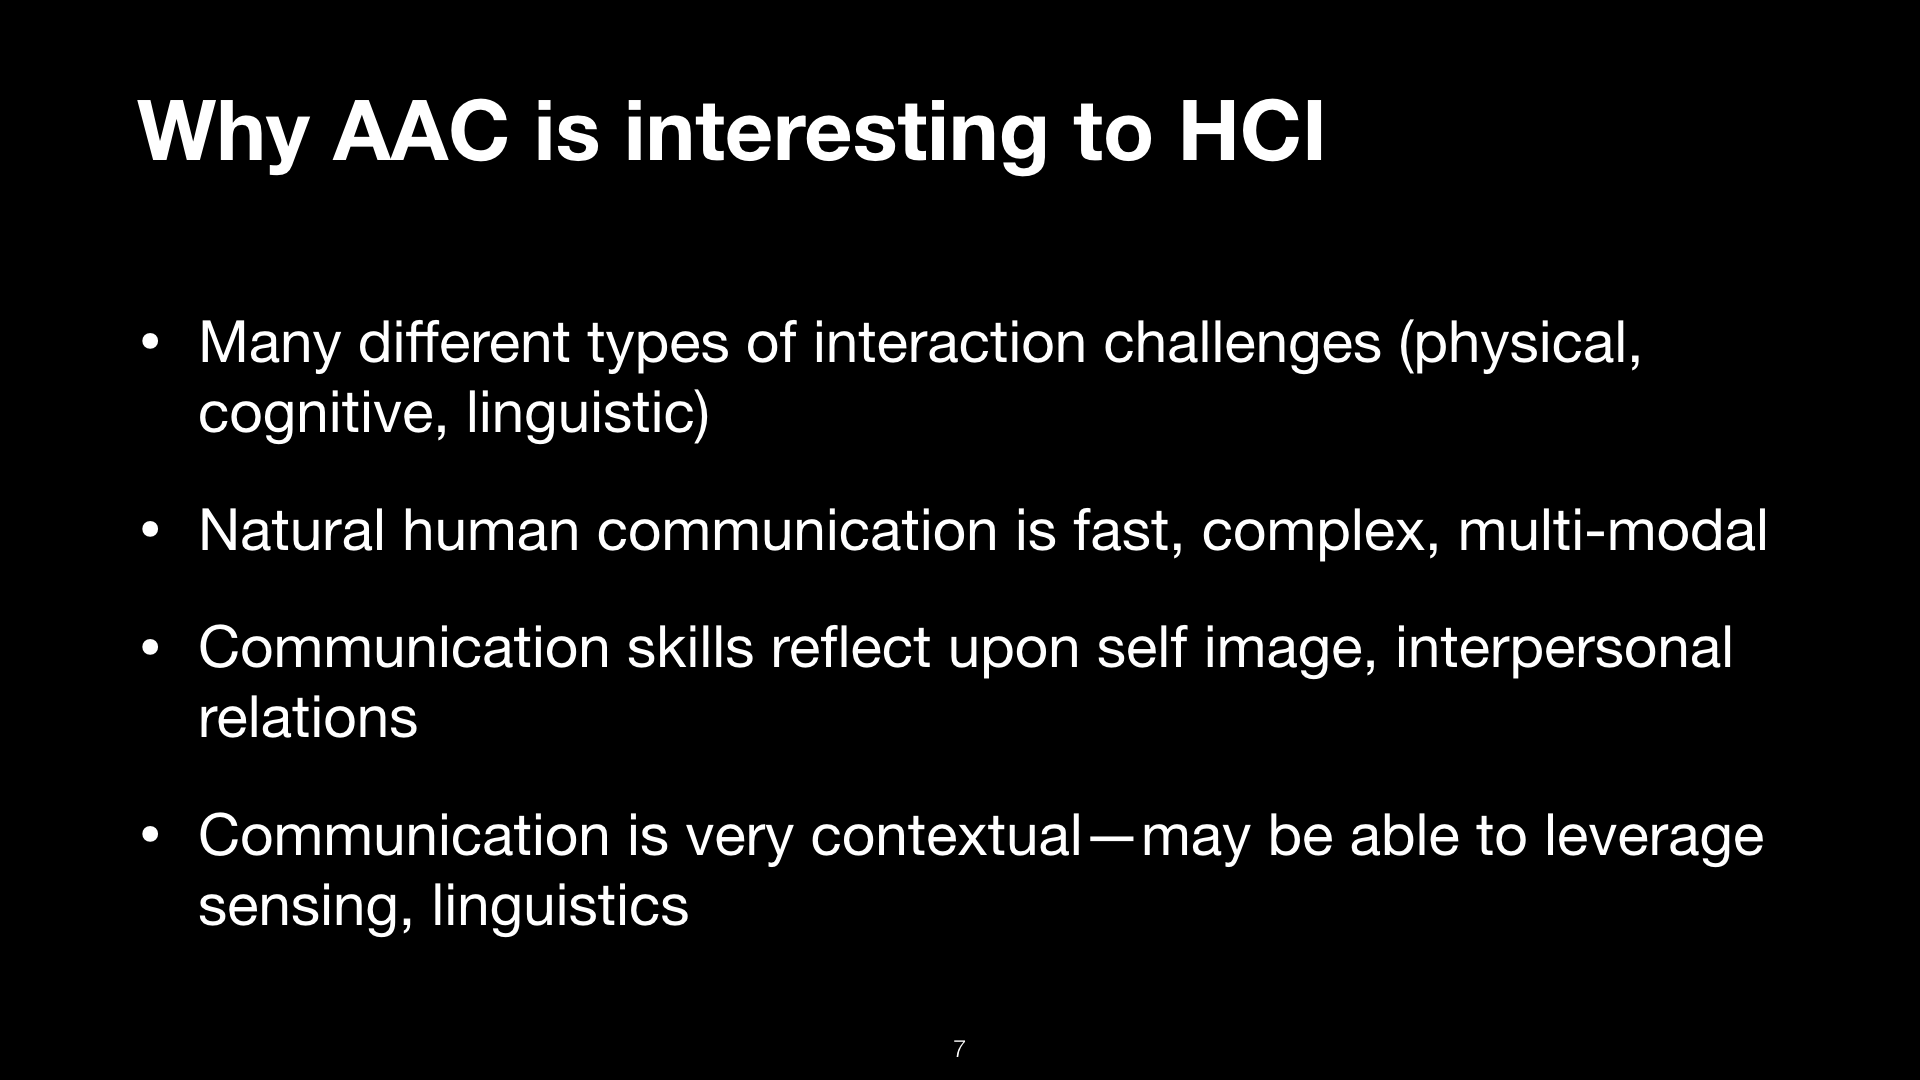 Why AAC is interesting to HCI
• Many different types of interaction challenges (physical,
cognitive, linguistic)
• Natural human communication is fast, complex, multi-modal
• Communication skills reflect upon self image, interpersonal
relations
• Communication is very contextual—may be able to leverage
sensing, linguistics
7